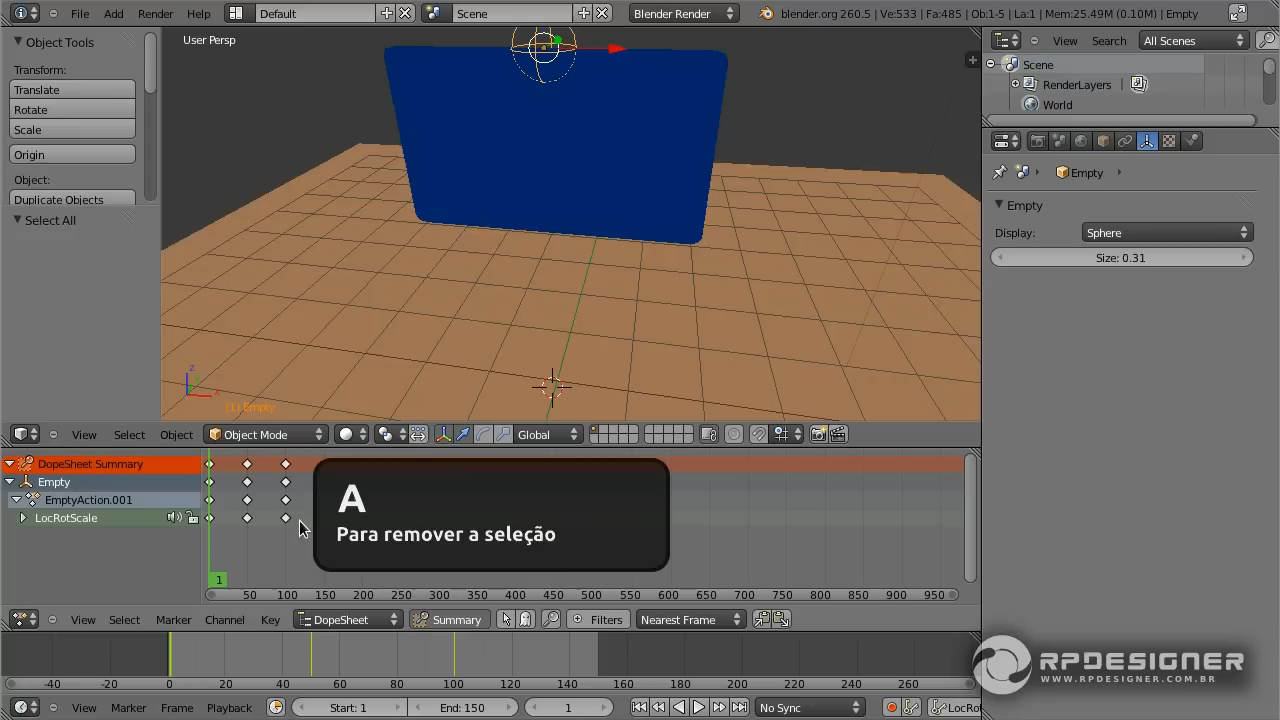 File Add Render Help Default Scene Blender Render blender.org 260.5 | Ve:533 | Fa:485 | Ob:1-5 | La:1 | Mem:25.49M (0.10M) | Empty
Object Tools
Transform:
Translate
Rotate
Scale
Origin
Object:
Duplicate Objects
Select All
User Persp
z
y
x
(1) Empty
View Search All Scenes
Scene
RenderLayers
World
Empty
Empty
Display: Sphere
Size: 0.31
View Select Object Object Mode Global
DopeSheet Summary
Empty
EmptyAction.001
LocRotScale
A
Para remover a seleção
1
50 100 150 200 250 300 350 400 450 500 550 600 650 700 750 800 850 900 950
View Select Marker Channel Key DopeSheet Summary Filters Nearest Frame
-40 -20 0 20 40 60 80 100 120 140 160 180 200 220 240 260
View Marker Frame Playback Start: 1 End: 150 1 No Sync LocRot
RPDESIGNER
WWW.RPDESIGNER.COM.BR